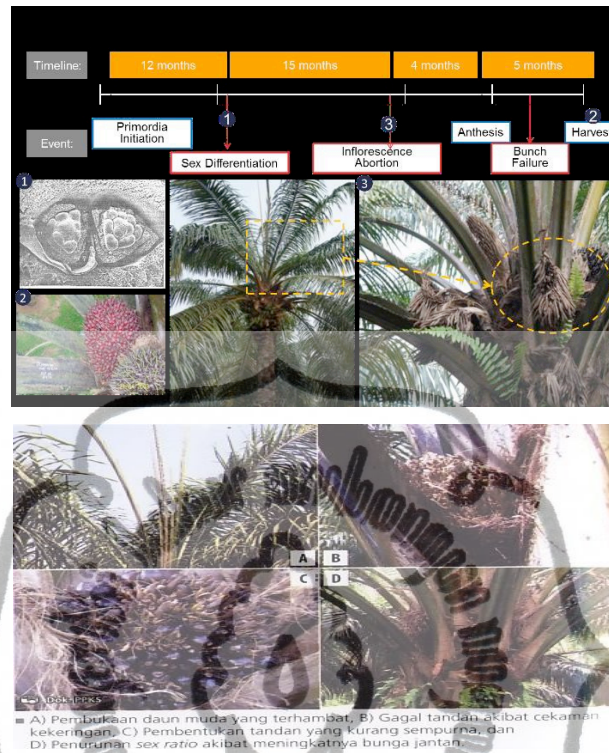 Timeline:
12 months
15 months
4 months
5 months
1
3
2
Event:
Primordia
Initiation
Sex Differentiation
Inflorescence
Abortion
Anthesis
Bunch
Failure
Harves
1
2
3
A
B
C
D
Dok-PPKS
A) Pembukaan daun muda yang terhambat, B) Gagal tandan akibat cekaman
kekeringan, C) Pembentukan tandan yang kurang sempurna, dan
D) Penurunan sex ratio akibat meningkatnya bunga jantan.